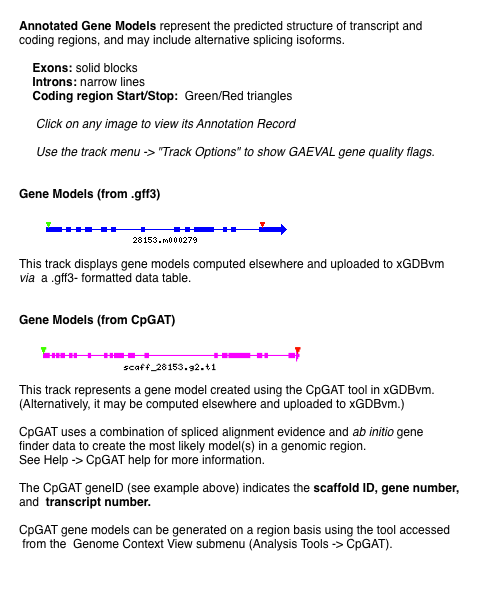 Annotated Gene Models represent the predicted structure of transcript and
coding regions, and may include alternative splicing isoforms.
Exons: solid blocks
Introns: narrow lines
Coding region Start/Stop: Green/Red triangles
Click on any image to view its Annotation Record
Use the track menu -> "Track Options" to show GAEVAL gene quality flags.
Gene Models (from .gff3)
28153.m000279
This track displays gene models computed elsewhere and uploaded to xGDBvm
via a .gff3- formatted data table.
Gene Models (from CpGAT)
scaff_28153.g2.t1
This track represents a gene model created using the CpGAT tool in xGDBvm.
(Alternatively, it may be computed elsewhere and uploaded to xGDBvm.)
CpGAT uses a combination of spliced alignment evidence and ab initio gene
finder data to create the most likely model(s) in a genomic region.
See Help -> CpGAT help for more information.
The CpGAT geneID (see example above) indicates the scaffold ID, gene number,
and transcript number.
CpGAT gene models can be generated on a region basis using the tool accessed
from the Genome Context View submenu (Analysis Tools -> CpGAT).